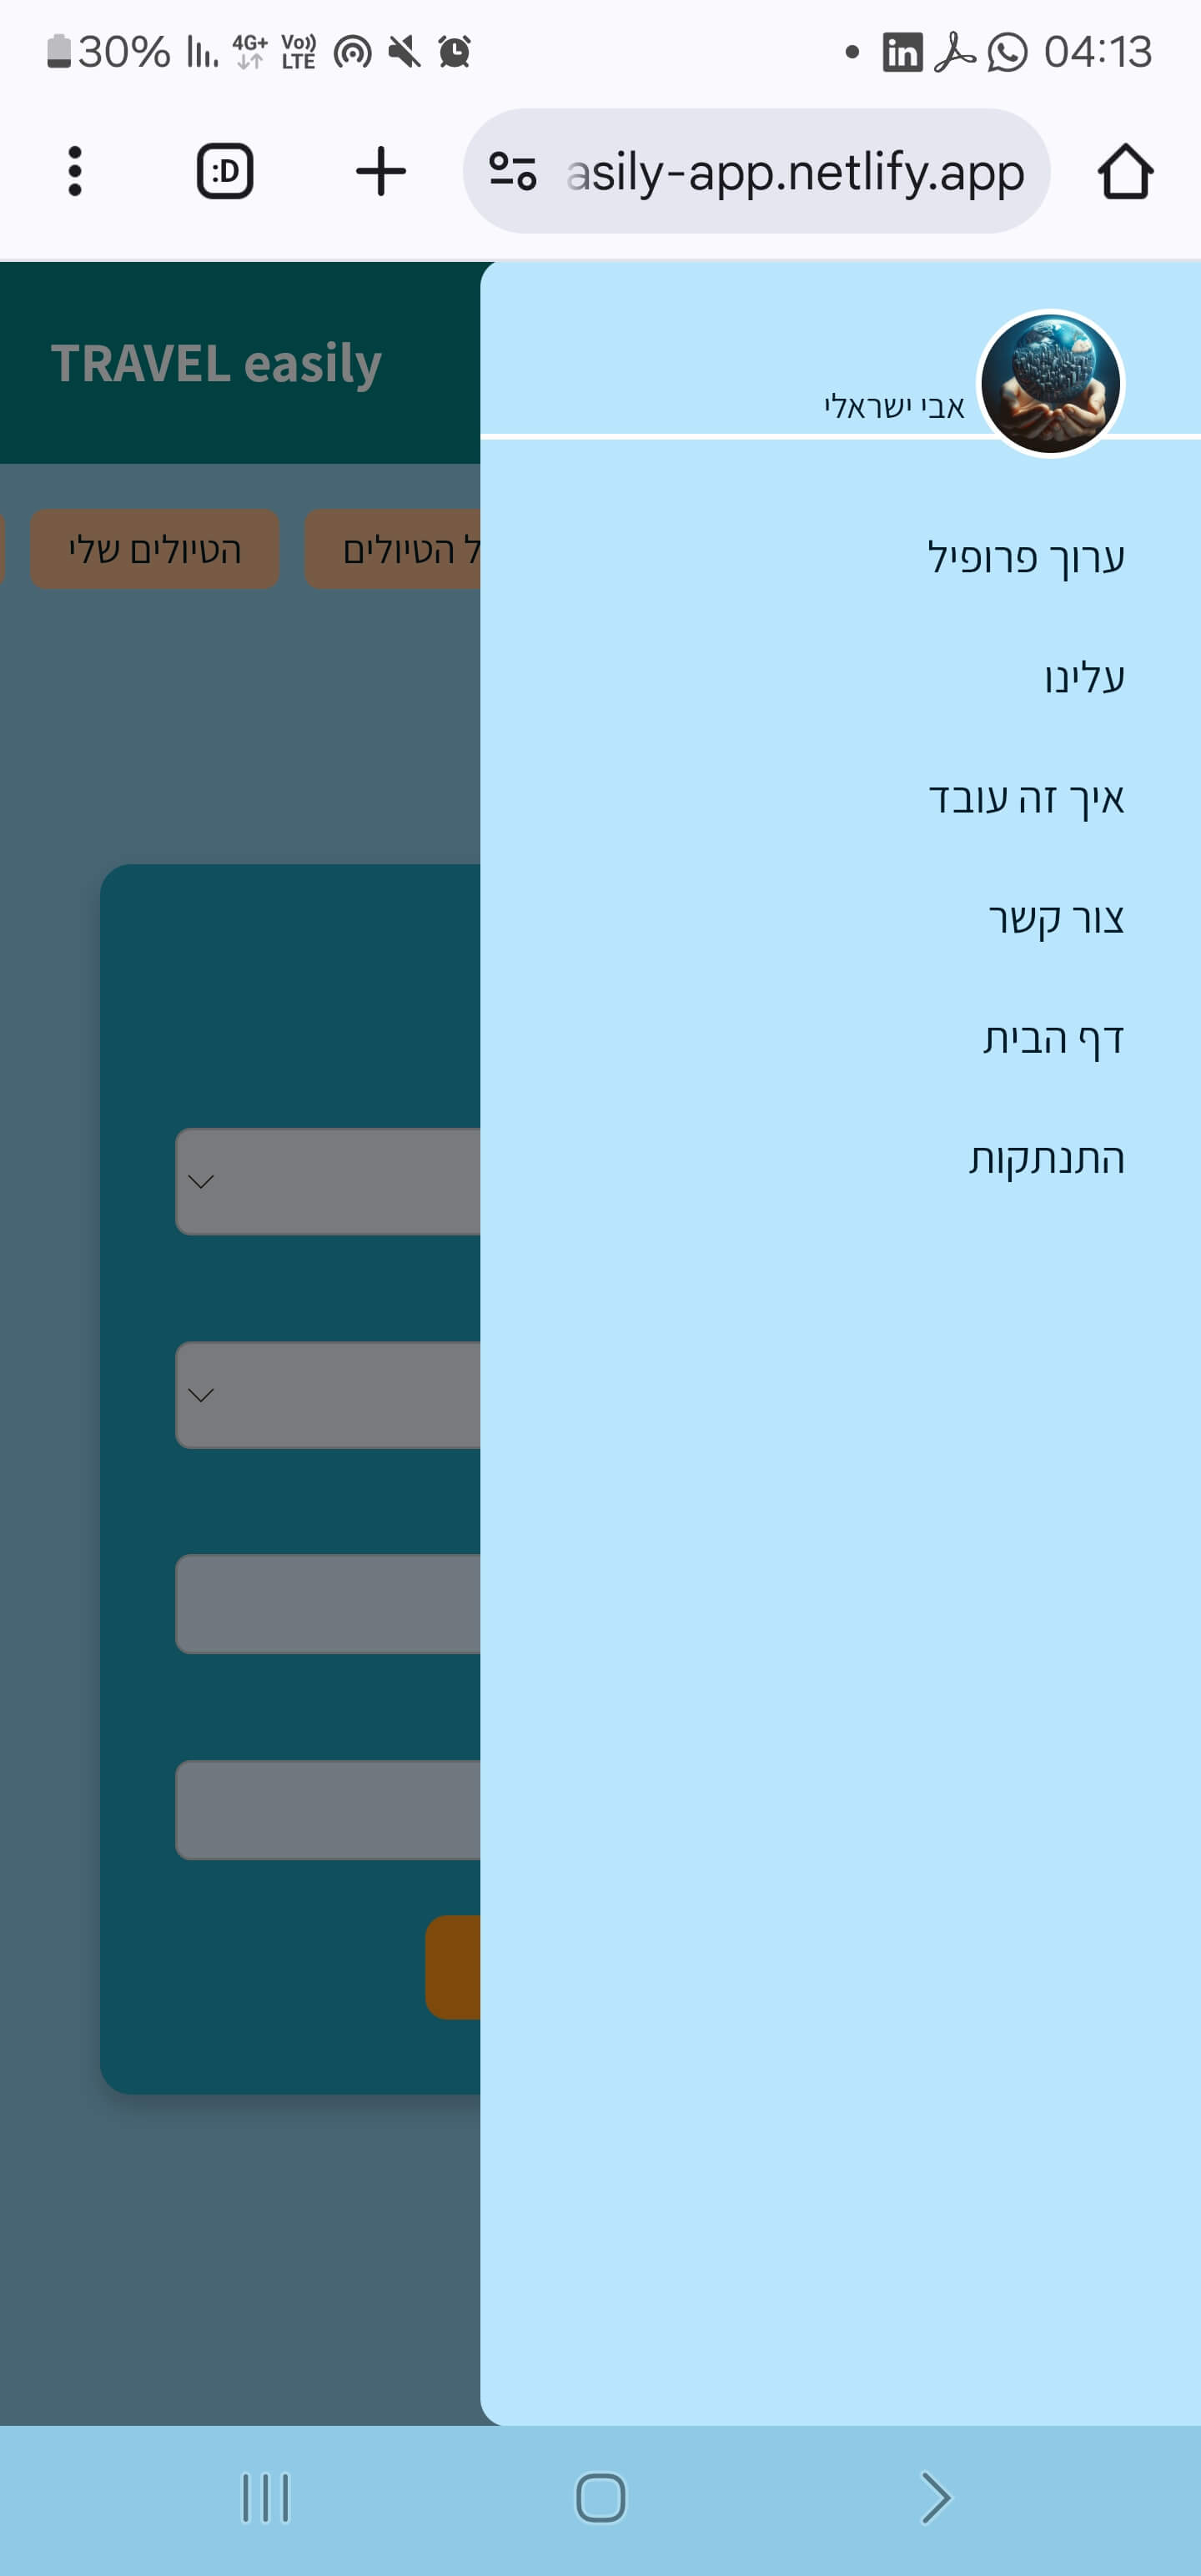 30% 4G+ Vo)) LTE 04:13
:D asily-app.netlify.app
TRAVEL easily
אבי ישראלי
ל הטיולים
הטיולים שלי
ערוך פרופיל
עלינו
איך זה עובד
צור קשר
דף הבית
התנתקות